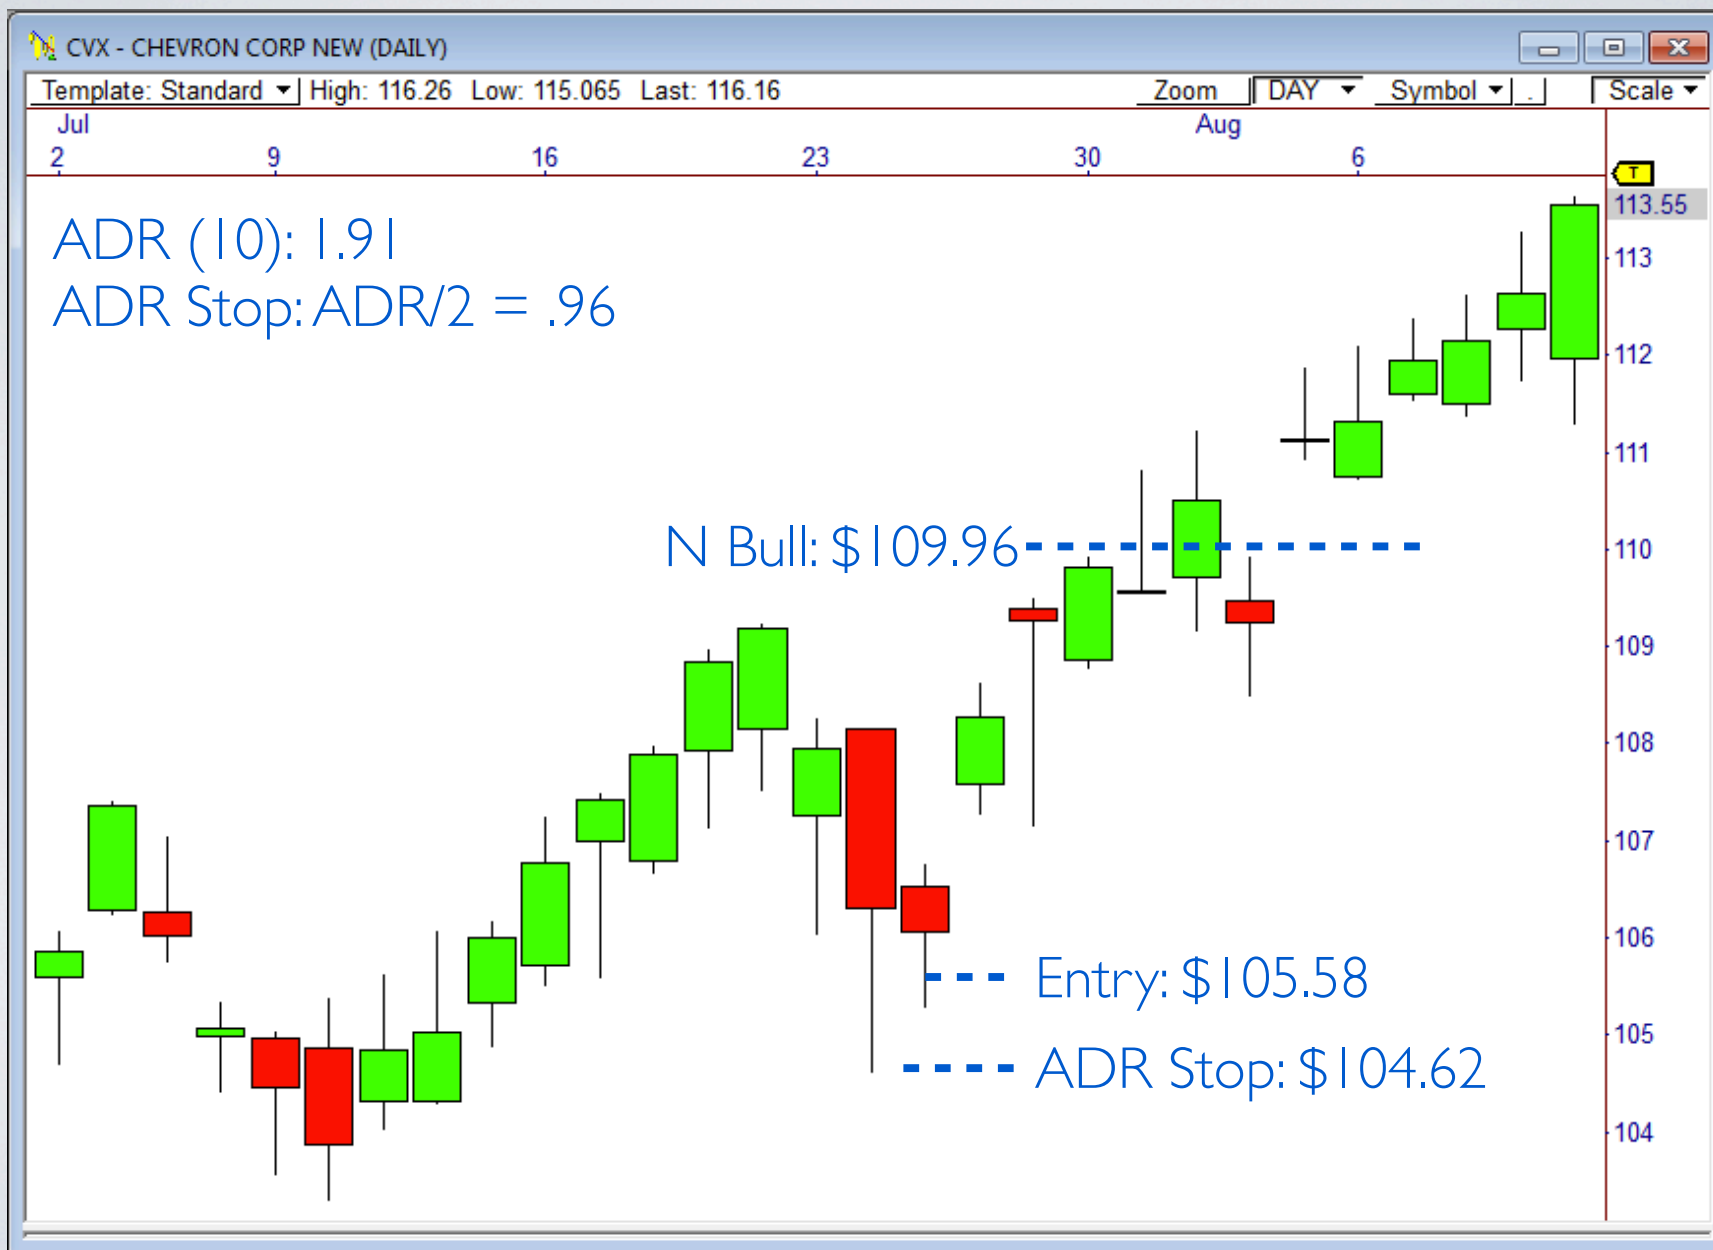 CVX - CHEVRON CORP NEW (DAILY)
Template: Standard High: 116.26 Low: 115.065 Last: 116.16 Zoom DAY Symbol . Scale
Jul Aug
2 9 16 23 30 6
T
113.55
ADR (10): 1.91
113
ADR Stop: ADR/2 = .96
112
111
N Bull: $109.96
110
109
108
107
106
Entry: $105.58
105
ADR Stop: $104.62
104